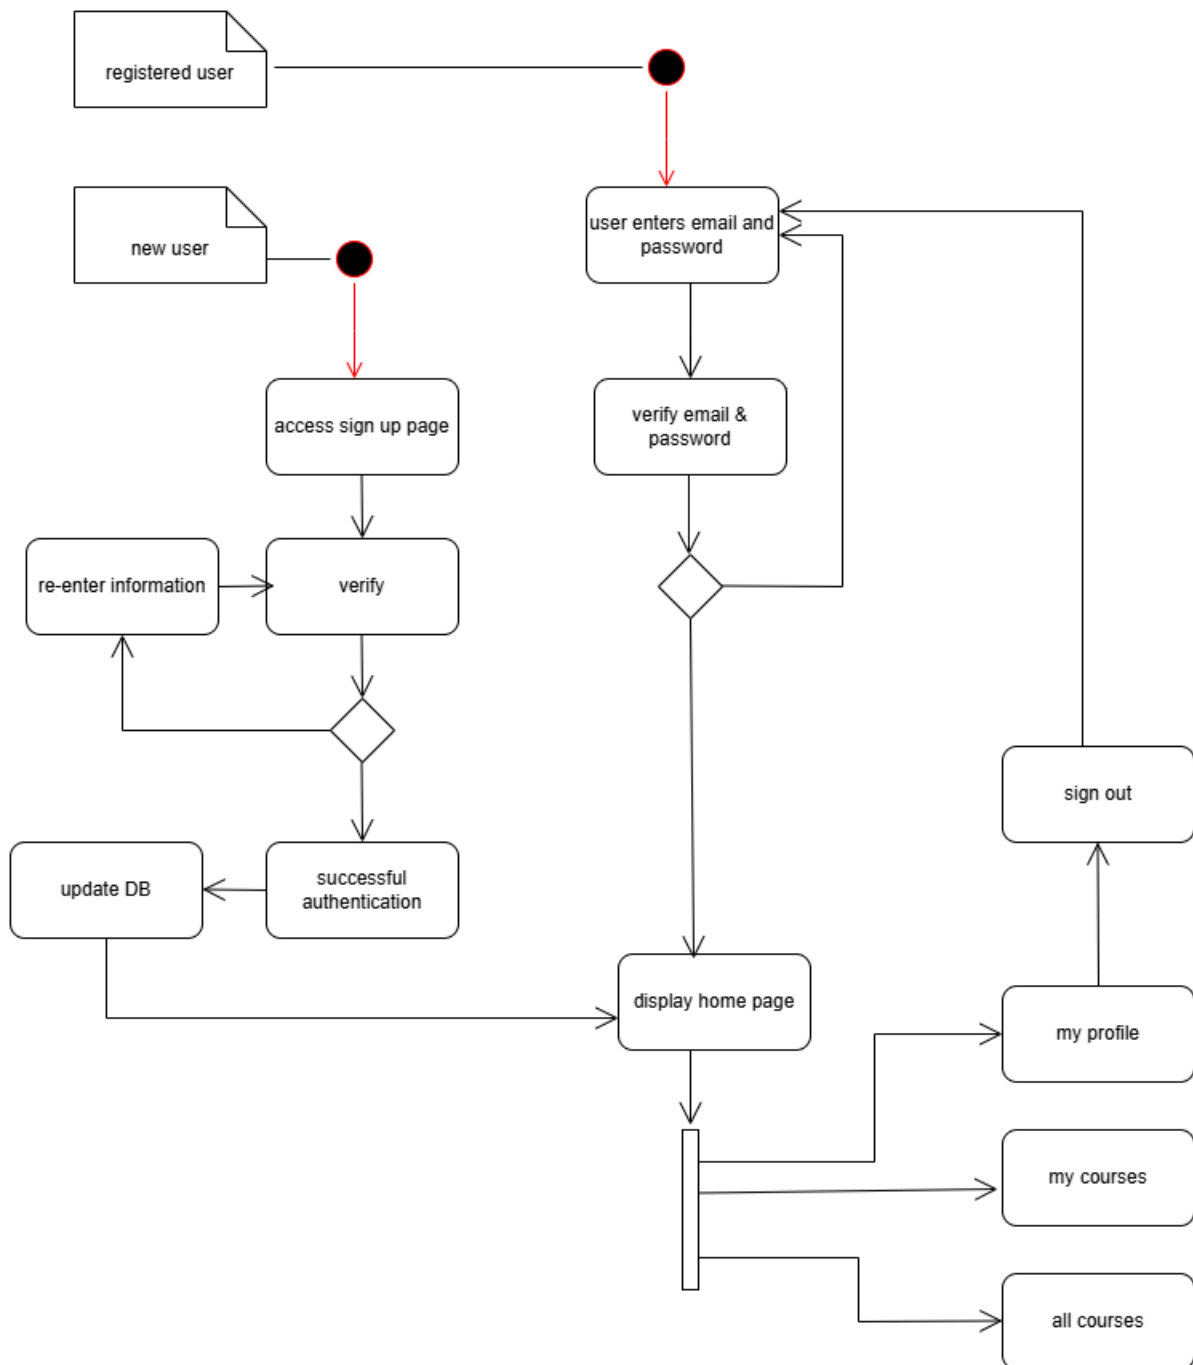 registered user
new user
user enters email and
password
access sign up page
verify email &
password
re-enter information
verify
sign out
update DB
successful
authentication
display home page
my profile
my courses
all courses